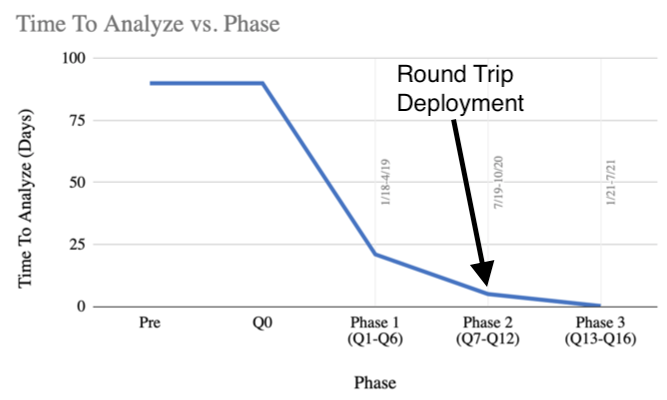 Time To Analyze vs. Phase
100
75
50
25
0
Time To Analyze (Days)
Round Trip
Deployment
1/18-4/19
7/19-10/20
1/21-7/21
Pre
Q0
Phase 1
(Q1-Q6)
Phase 2
(Q7-Q12)
Phase 3
(Q13-Q16)
Phase